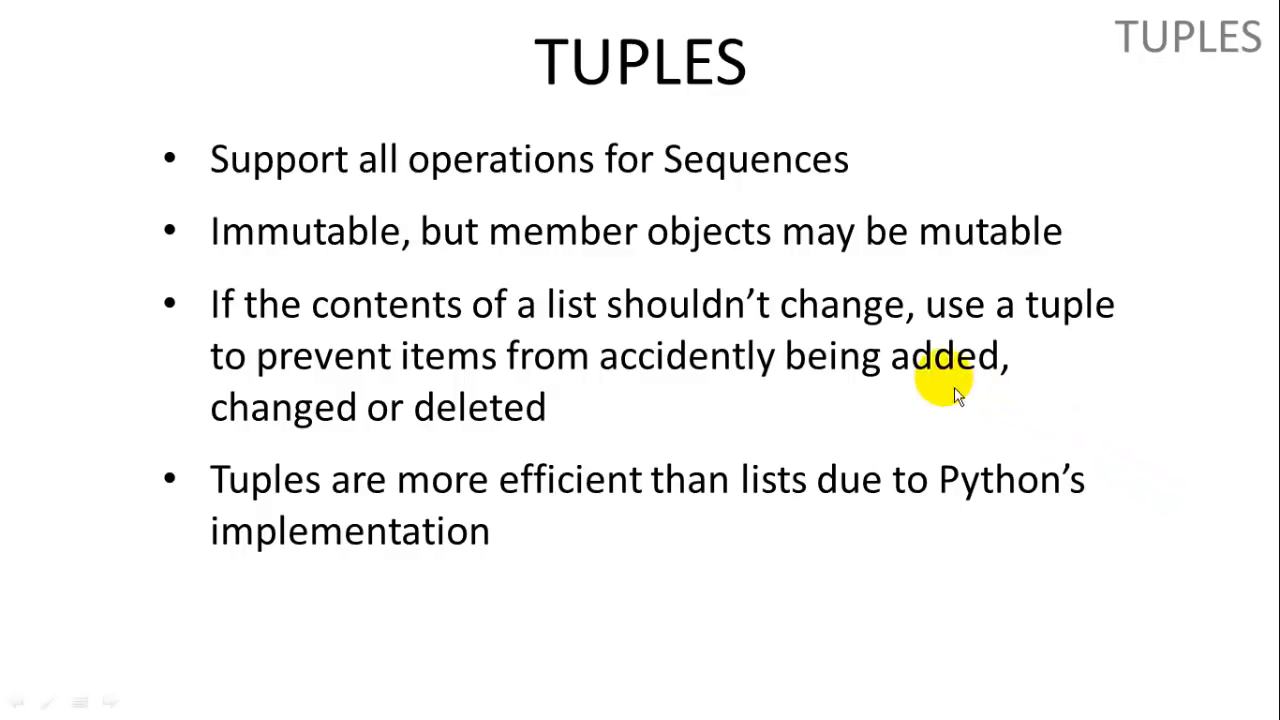 TUPLES
TUPLES
• Support all operations for Sequences
• Immutable, but member objects may be mutable
• If the contents of a list shouldn’t change, use a tuple
to prevent items from accidently being added,
changed or deleted
• Tuples are more efficient than lists due to Python’s
implementation